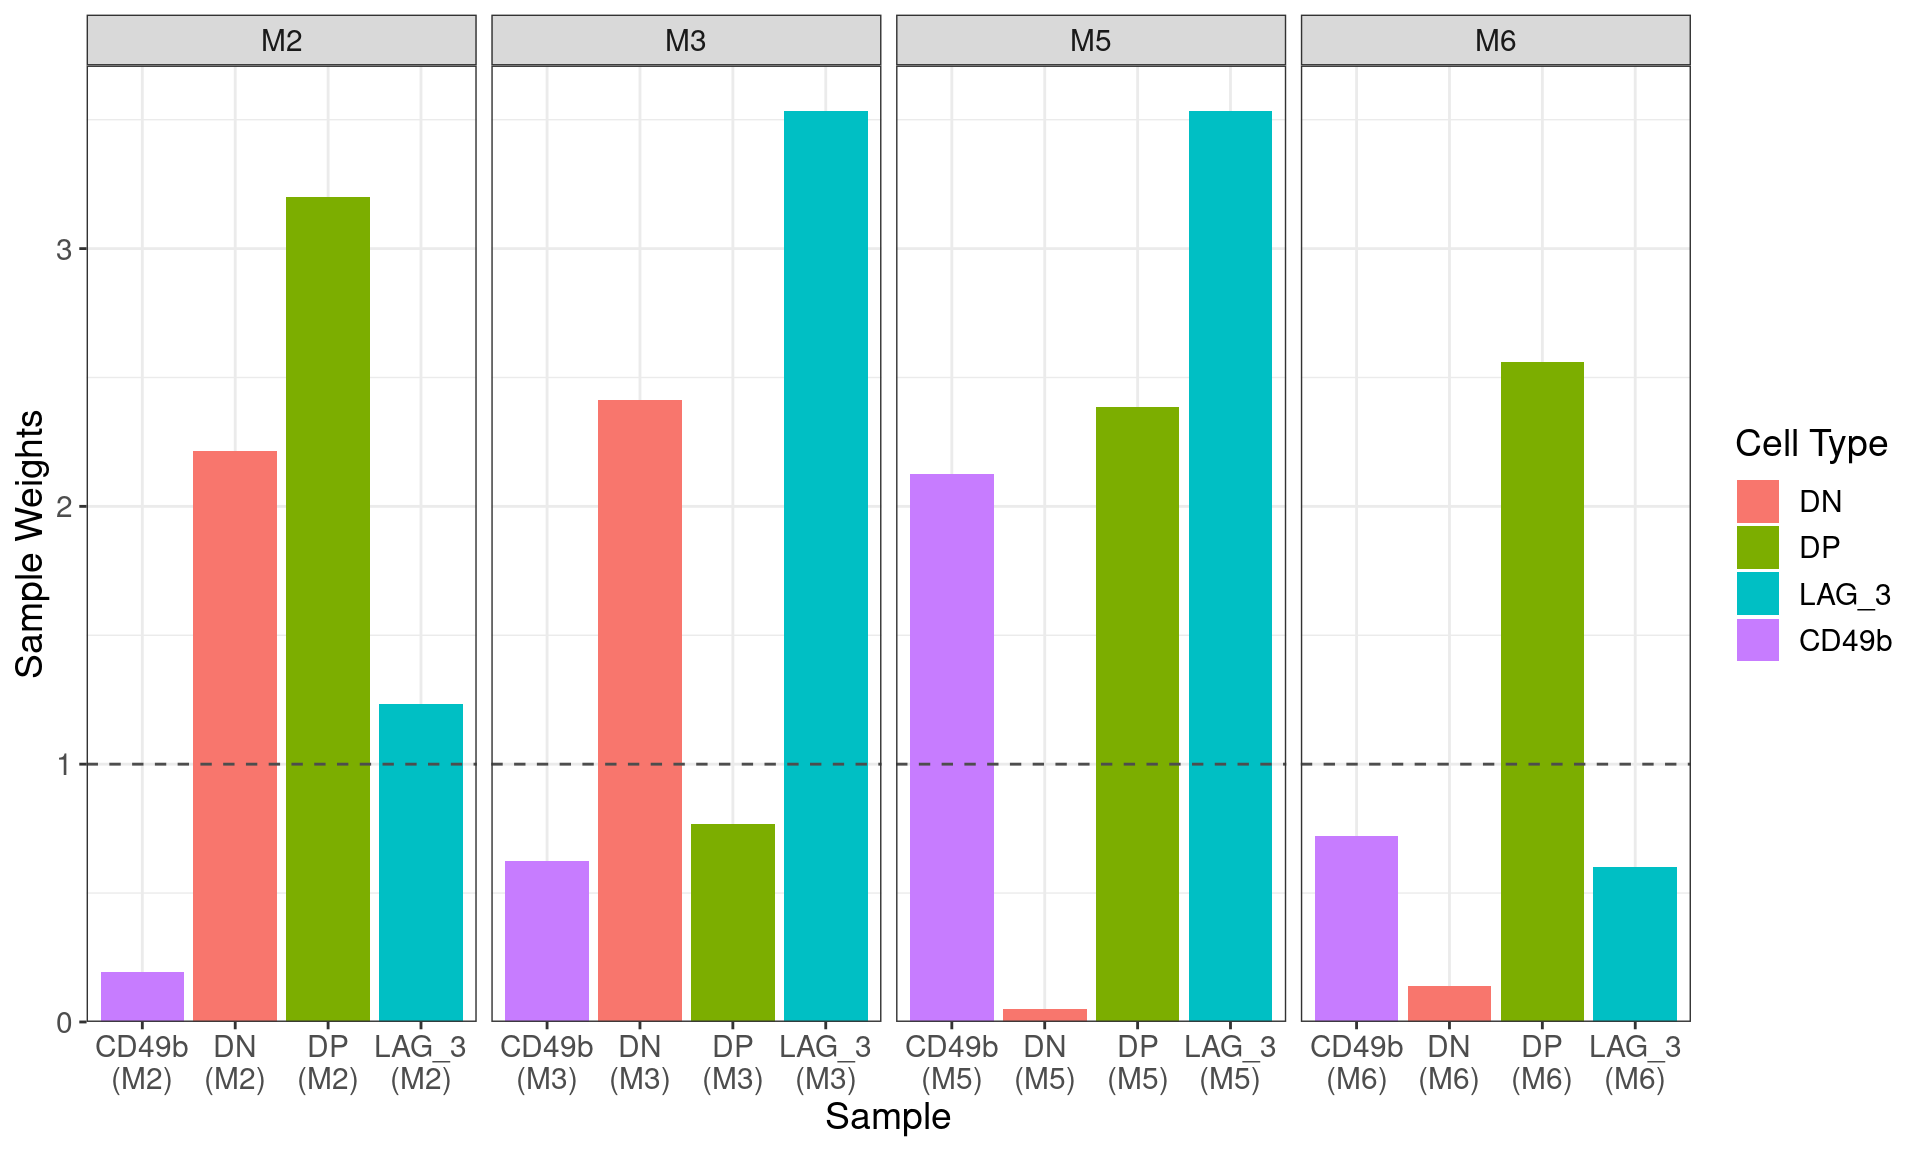 M2 M3 M5 M6
Sample Weights
3
2
1
0
CD49b DN DP LAG_3 CD49b DN DP LAG_3 CD49b DN DP LAG_3 CD49b DN DP LAG_3
(M2) (M2) (M2) (M2) (M3) (M3) (M3) (M3) (M5) (M5) (M5) (M5) (M6) (M6) (M6) (M6)
Sample
Cell Type
DN
DP
LAG_3
CD49b